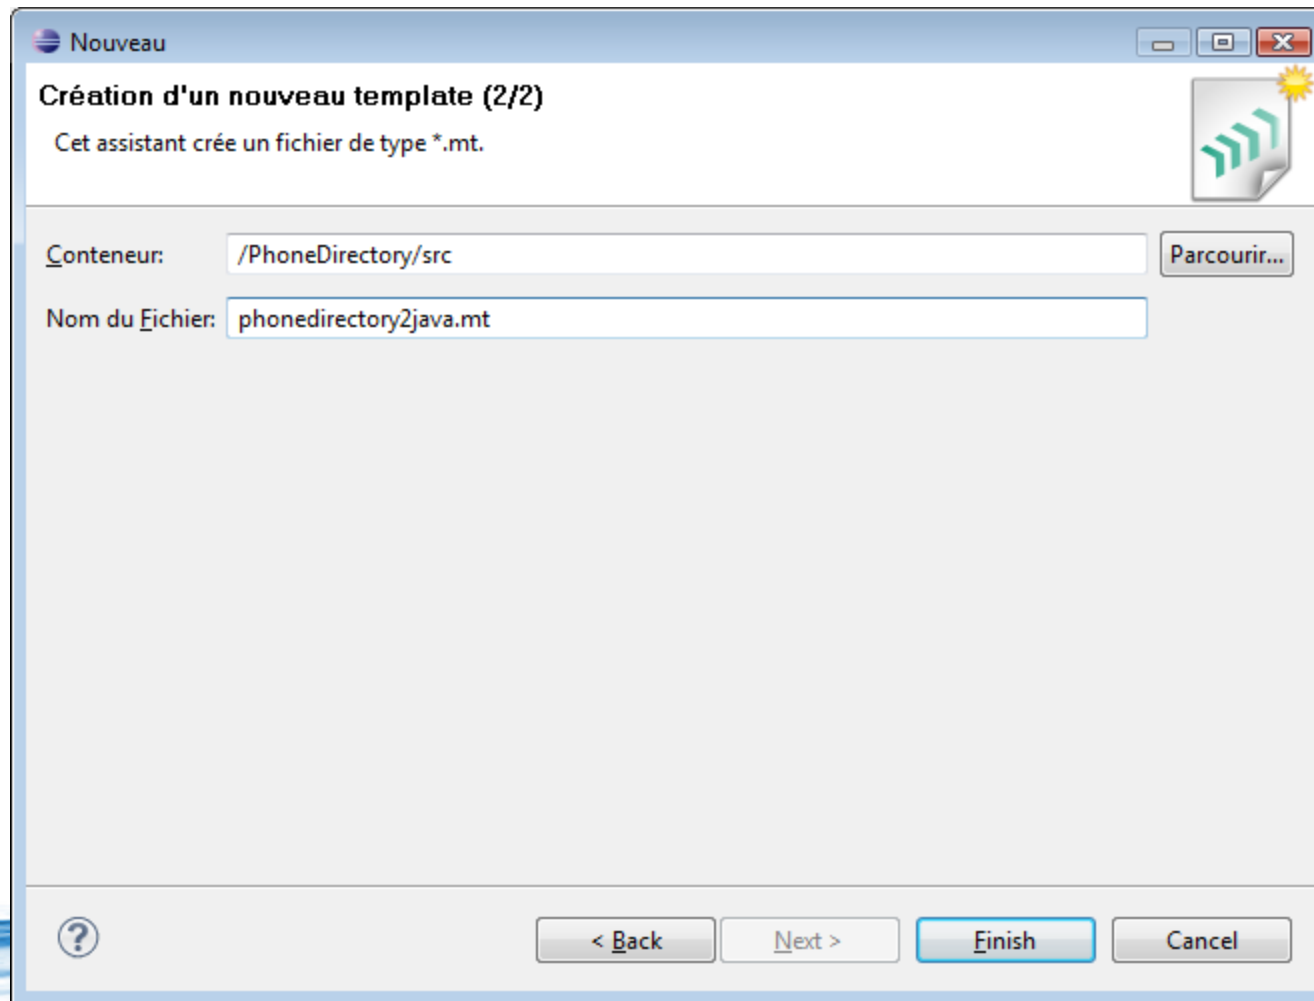 Nouveau
Création d'un nouveau template (2/2)
Cet assistant crée un fichier de type *.mt.
Conteneur: /PhoneDirectory/src Parcourir...
Nom du Fichier: phonedirectory2java.mt
? < Back Next > Finish Cancel